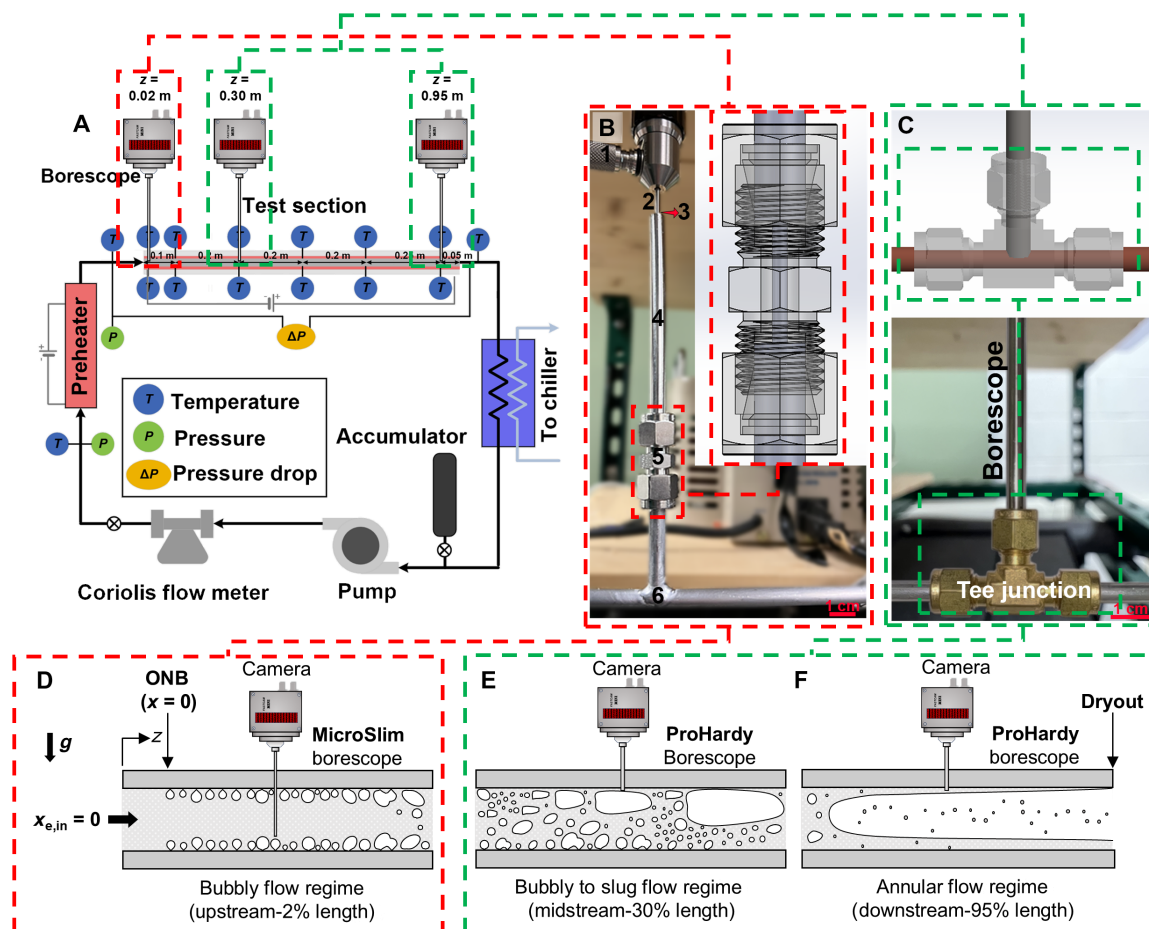 z =
0.02 m
z =
0.30 m
z =
0.95 m
A
Borescope
Test section
T
T
T
T
T
T
T
T
0.1 m
0.2 m
0.2 m
0.2 m
0.2 m
0.05 m
T
T
T
T
T
T
- +
P
ΔP
+
-
Preheater
T
Temperature
P
Pressure
ΔP
Pressure drop
T
P
Accumulator
To chiller
Coriolis flow meter
Pump
B
1
2
3
4
5
6
1 cm
C
Borescope
Tee junction
1 cm
D
ONB
(x = 0)
Camera
g
z
MicroSlim
borescope
xe,in = 0
Bubbly flow regime
(upstream-2% length)
E
Camera
ProHardy
Borescope
Bubbly to slug flow regime
(midstream-30% length)
F
Camera
Dryout
ProHardy
borescope
Annular flow regime
(downstream-95% length)